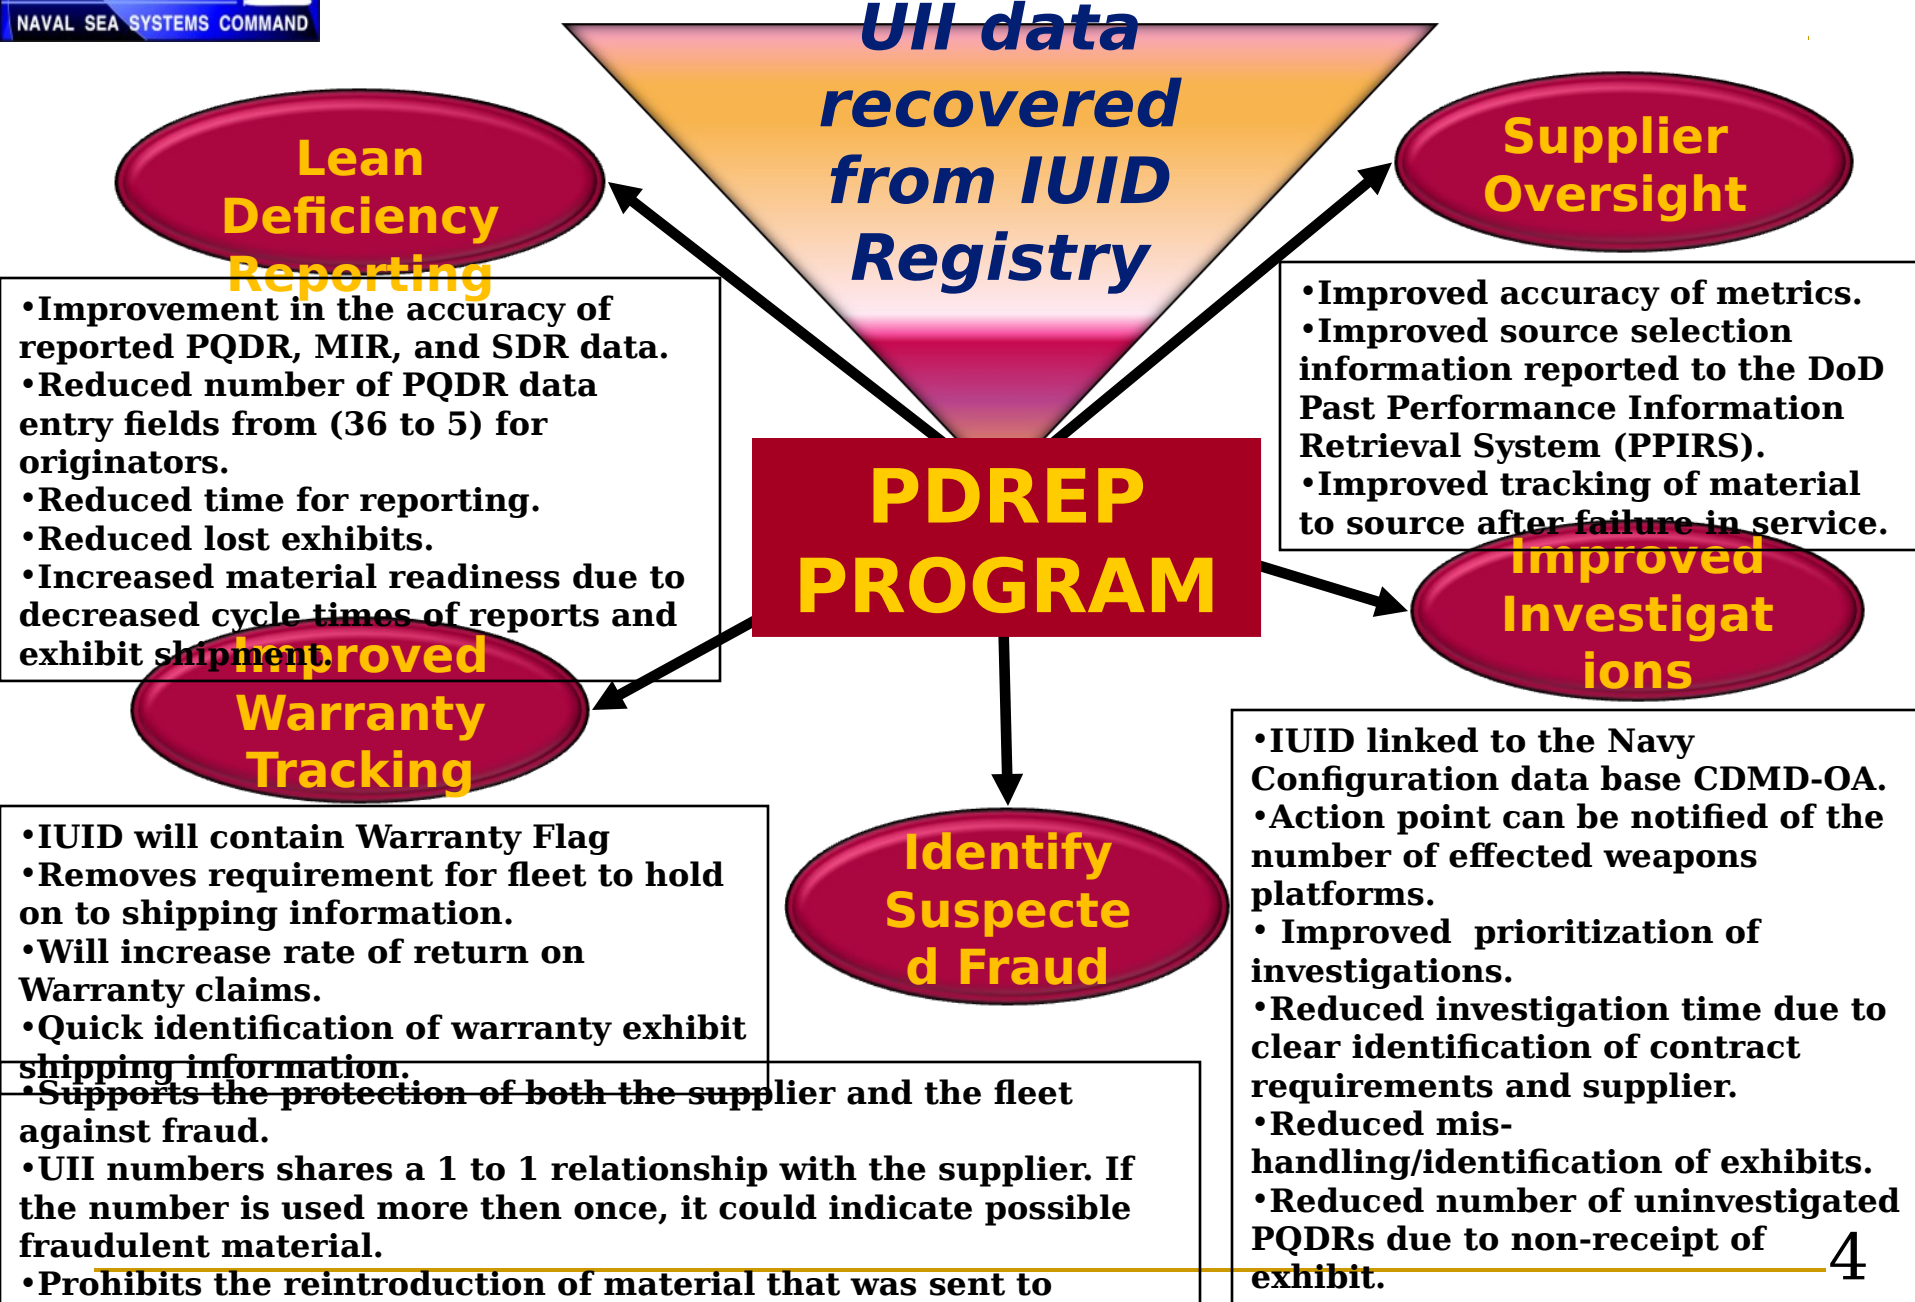 NAVAL SEA SYSTEMS COMMAND
UII data
recovered
from IUID
Registry
Lean
Deficiency
Reporting
•Improvement in the accuracy of
reported PQDR, MIR, and SDR data.
•Reduced number of PQDR data
entry fields from (36 to 5) for
originators.
•Reduced time for reporting.
•Reduced lost exhibits.
•Increased material readiness due to
decreased cycle times of reports and
exhibit shipment.
Supplier
Oversight
•Improved accuracy of metrics.
•Improved source selection
information reported to the DoD
Past Performance Information
Retrieval System (PPIRS).
•Improved tracking of material
to source after failure in service.
PDREP
PROGRAM
Improved
Warranty
Tracking
•IUID will contain Warranty Flag
•Removes requirement for fleet to hold
on to shipping information.
•Will increase rate of return on
Warranty claims.
•Quick identification of warranty exhibit
shipping information.
Identify
Suspecte
d Fraud
•Supports the protection of both the supplier and the fleet
against fraud.
•UII numbers shares a 1 to 1 relationship with the supplier. If
the number is used more then once, it could indicate possible
fraudulent material.
•Prohibits the reintroduction of material that was sent to
Improved
Investigat
ions
•IUID linked to the Navy
Configuration data base CDMD-OA.
•Action point can be notified of the
number of effected weapons
platforms.
• Improved  prioritization of
investigations.
•Reduced investigation time due to
clear identification of contract
requirements and supplier.
•Reduced mis-
handling/identification of exhibits.
•Reduced number of uninvestigated
PQDRs due to non-receipt of
exhibit.
4